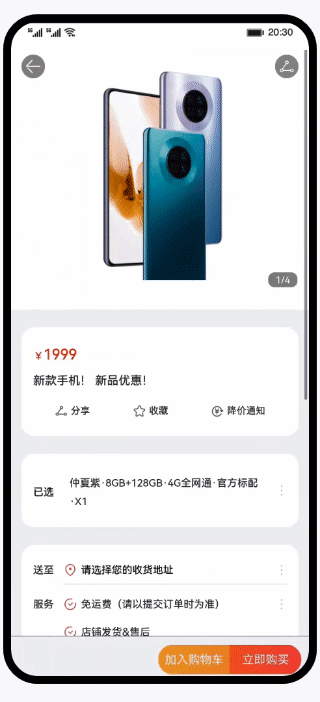 5G 5G 20:30
1/4
¥1999
新款手机！ 新品优惠！
分享 收藏 降价通知
已选 仲夏紫·8GB+128GB·4G全网通·官方标配
·X1
送至 请选择您的收货地址
服务 免运费（请以提交订单时为准）
店铺发货&售后
加入购物车 立即购买